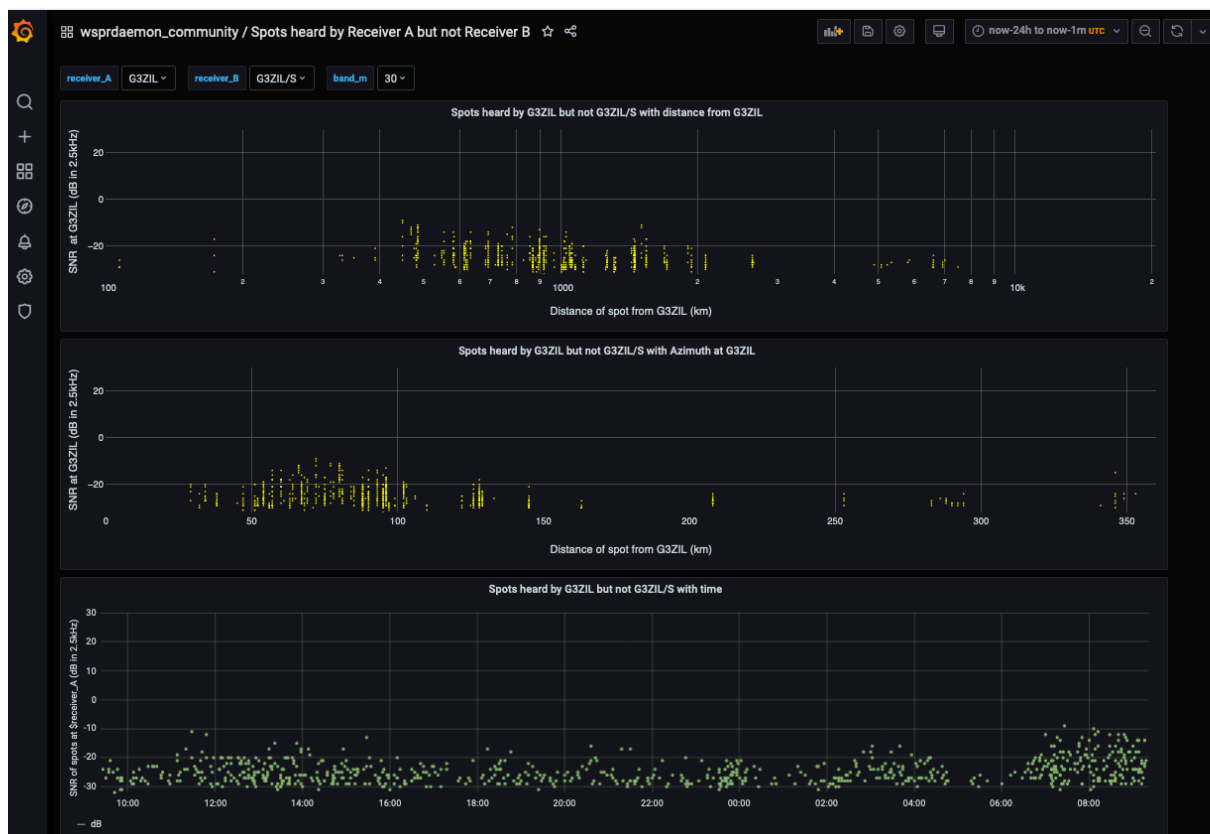 wsprdaemon_community / Spots heard by Receiver A but not Receiver B
now-24h to now-1m UTC
receiver_A G3ZIL receiver_B G3ZIL/S band_m 30
Spots heard by G3ZIL but not G3ZIL/S with distance from G3ZIL
SNR at G3ZIL (dB in 2.5kHz)
20
0
-20
100 2 3 4 5 6 7 8 9 1000 2 3 4 5 6 7 8 9 10k 2
Distance of spot from G3ZIL (km)
Spots heard by G3ZIL but not G3ZIL/S with Azimuth at G3ZIL
SNR at G3ZIL (dB in 2.5kHz)
20
0
-20
0 50 100 150 200 250 300 350
Distance of spot from G3ZIL (km)
Spots heard by G3ZIL but not G3ZIL/S with time
SNR of spots at $receiver_A (dB in 2.5kHz)
30
20
10
0
-10
-20
-30
10:00 12:00 14:00 16:00 18:00 20:00 22:00 00:00 02:00 04:00 06:00 08:00
dB